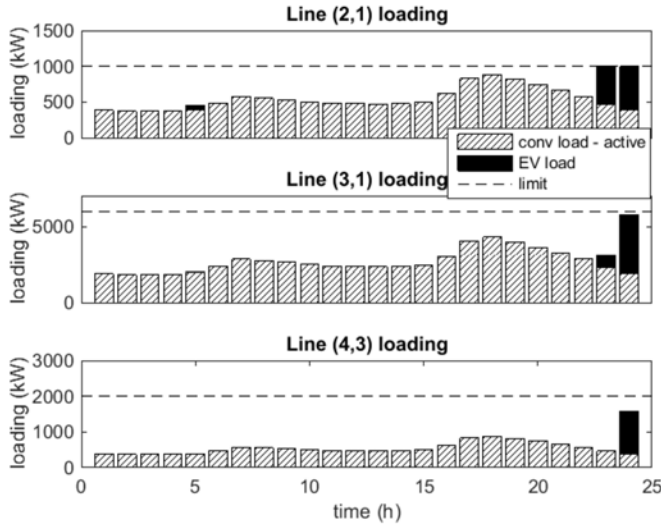 Line (2,1) loading
loading (kW)
1500
1000
500
0
conv load - active
EV load
limit
Line (3,1) loading
loading (kW)
5000
0
Line (4,3) loading
loading (kW)
3000
2000
1000
0
0 5 10 15 20 25
time (h)